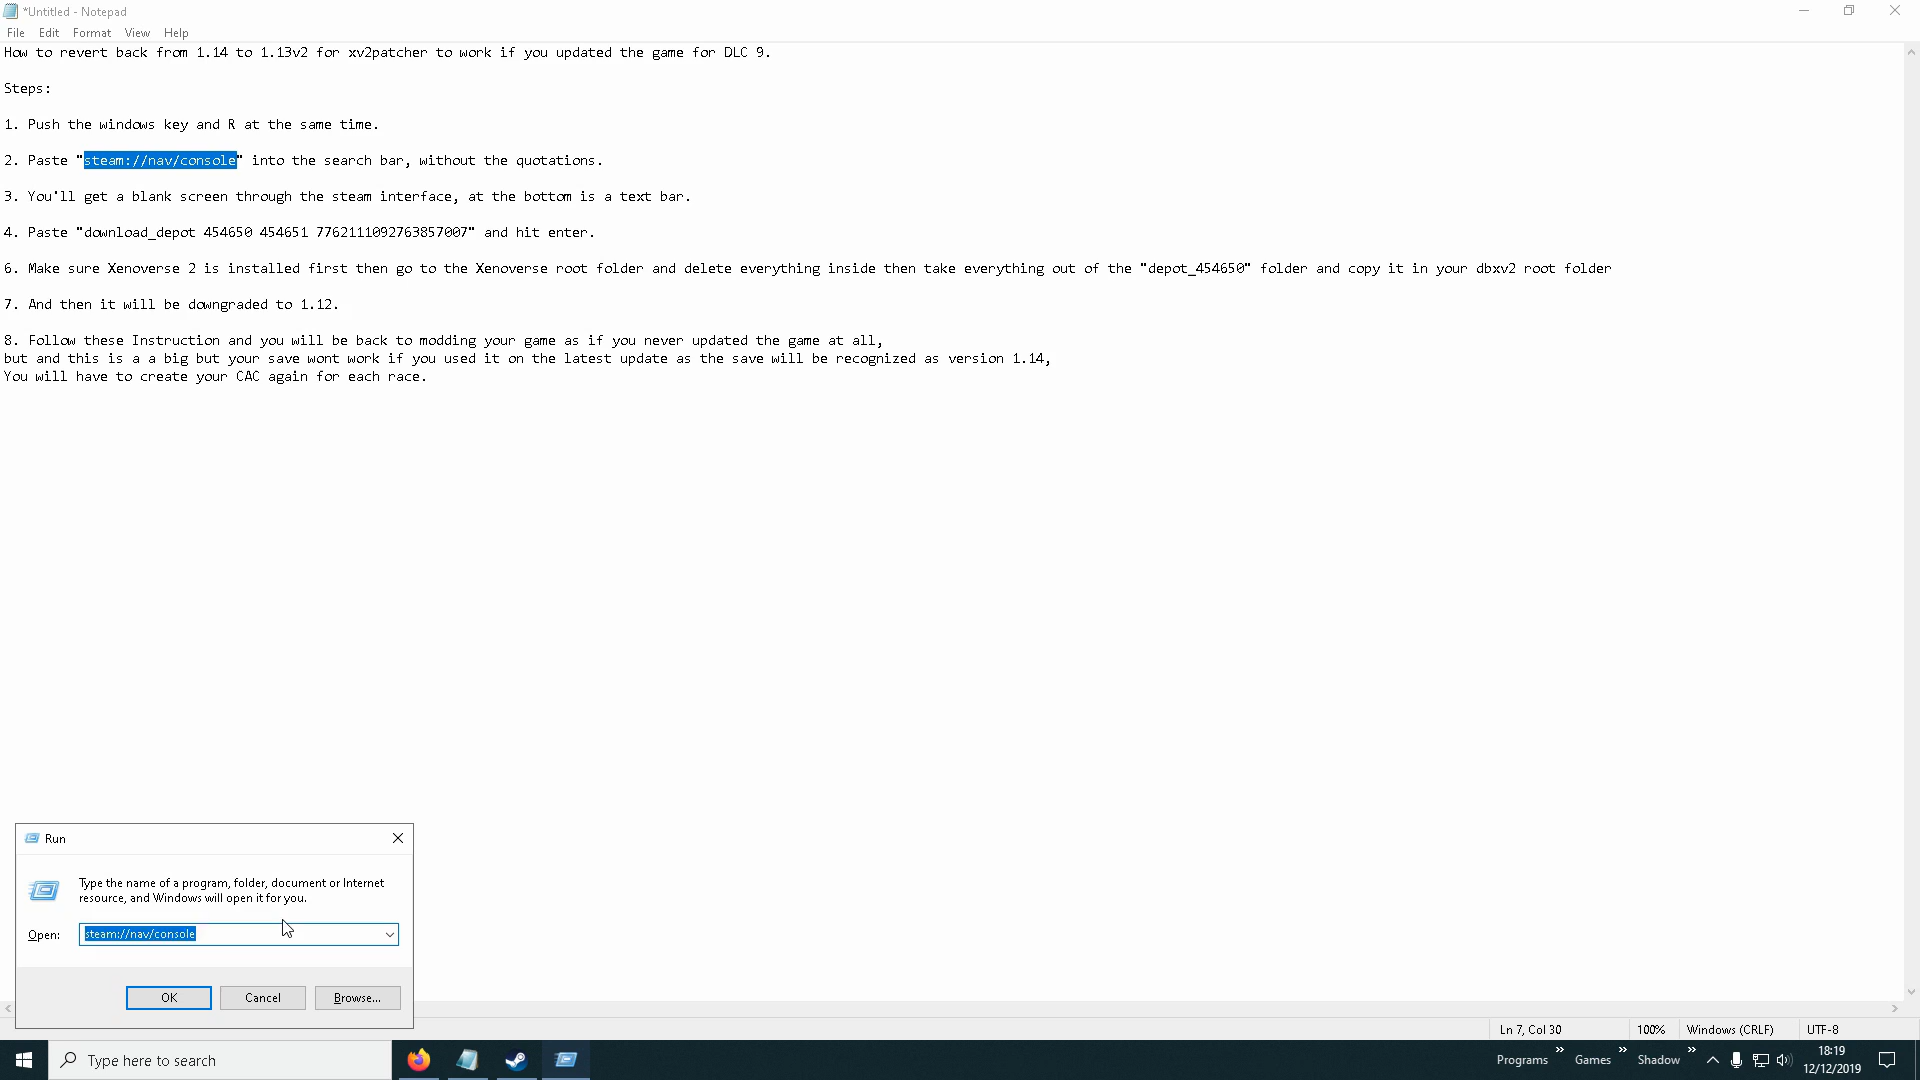 *Untitled - Notepad
File Edit Format View Help
How to revert back from 1.14 to 1.13v2 for xv2patcher to work if you updated the game for DLC 9.
Steps:
1. Push the windows key and R at the same time.
2. Paste "steam://nav/console" into the search bar, without the quotations.
3. You'll get a blank screen through the steam interface, at the bottom is a text bar.
4. Paste "download_depot 454650 454651 7762111092763857007" and hit enter.
6. Make sure Xenoverse 2 is installed first then go to the Xenoverse root folder and delete everything inside then take everything out of the "depot_454650" folder and copy it in your dbxv2 root folder
7. And then it will be downgraded to 1.12.
8. Follow these Instruction and you will be back to modding your game as if you never updated the game at all,
but and this is a a big but your save wont work if you used it on the latest update as the save will be recognized as version 1.14,
You will have to create your CAC again for each race.
Run
Type the name of a program, folder, document or Internet
resource, and Windows will open it for you.
Open: steam://nav/console
OK Cancel Browse...
Ln 7, Col 30 100% Windows (CRLF) UTF-8
Type here to search
Programs » Games » Shadow »
18:19
12/12/2019